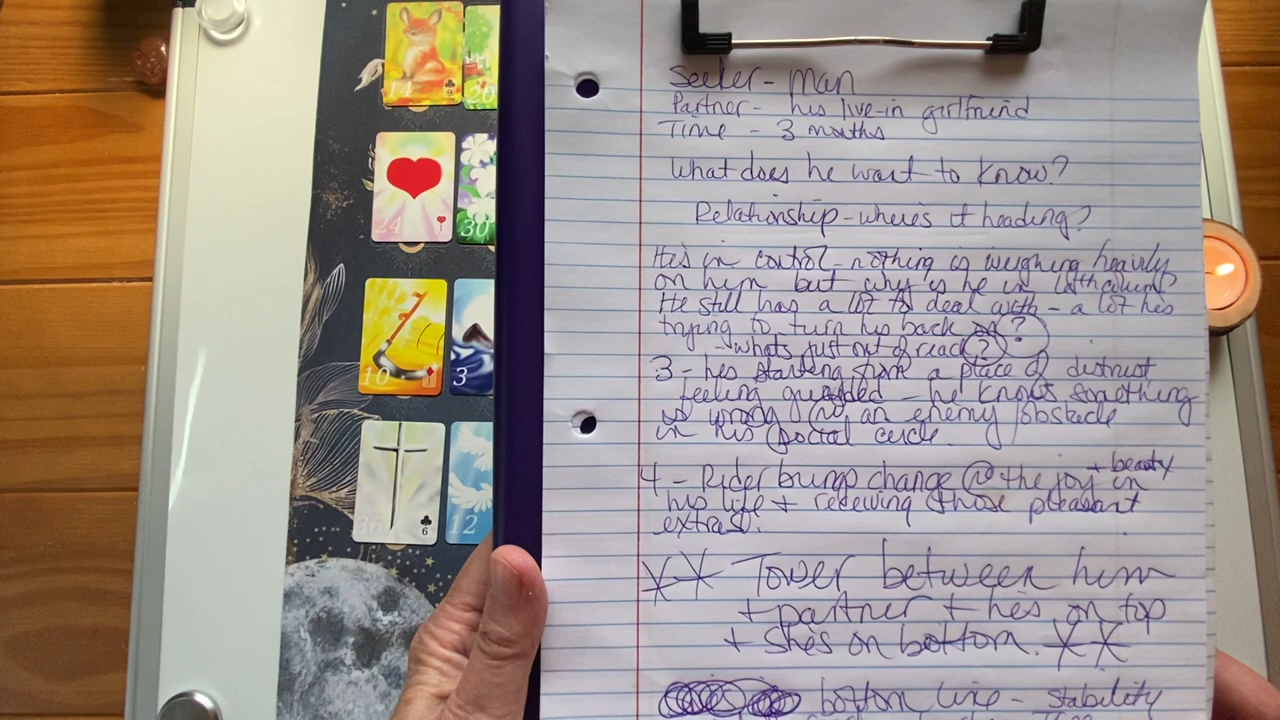 14
9
20
24
30
10
3
36
6
12
Seeker - man
Partner - his live-in girlfriend
Time - 3 months
What does he want to know?
Relationship - where's it heading?
He's in control - nothing is weighing heavily
on him but why is he in column?
He still has a lot to deal with - a lot he's
trying to turn his back on?
- what's just out of reach?
3 - he's starting from a place of distrust
feeling guarded - he knows something
is wrong an enemy/obstacle
in his social circle.
4 - Rider brings change @ the joy + beauty in
his life + receiving those pleasant
extras.
** Tower between him
+ partner + he's on top
+ she's on bottom. **
bottom line - stability